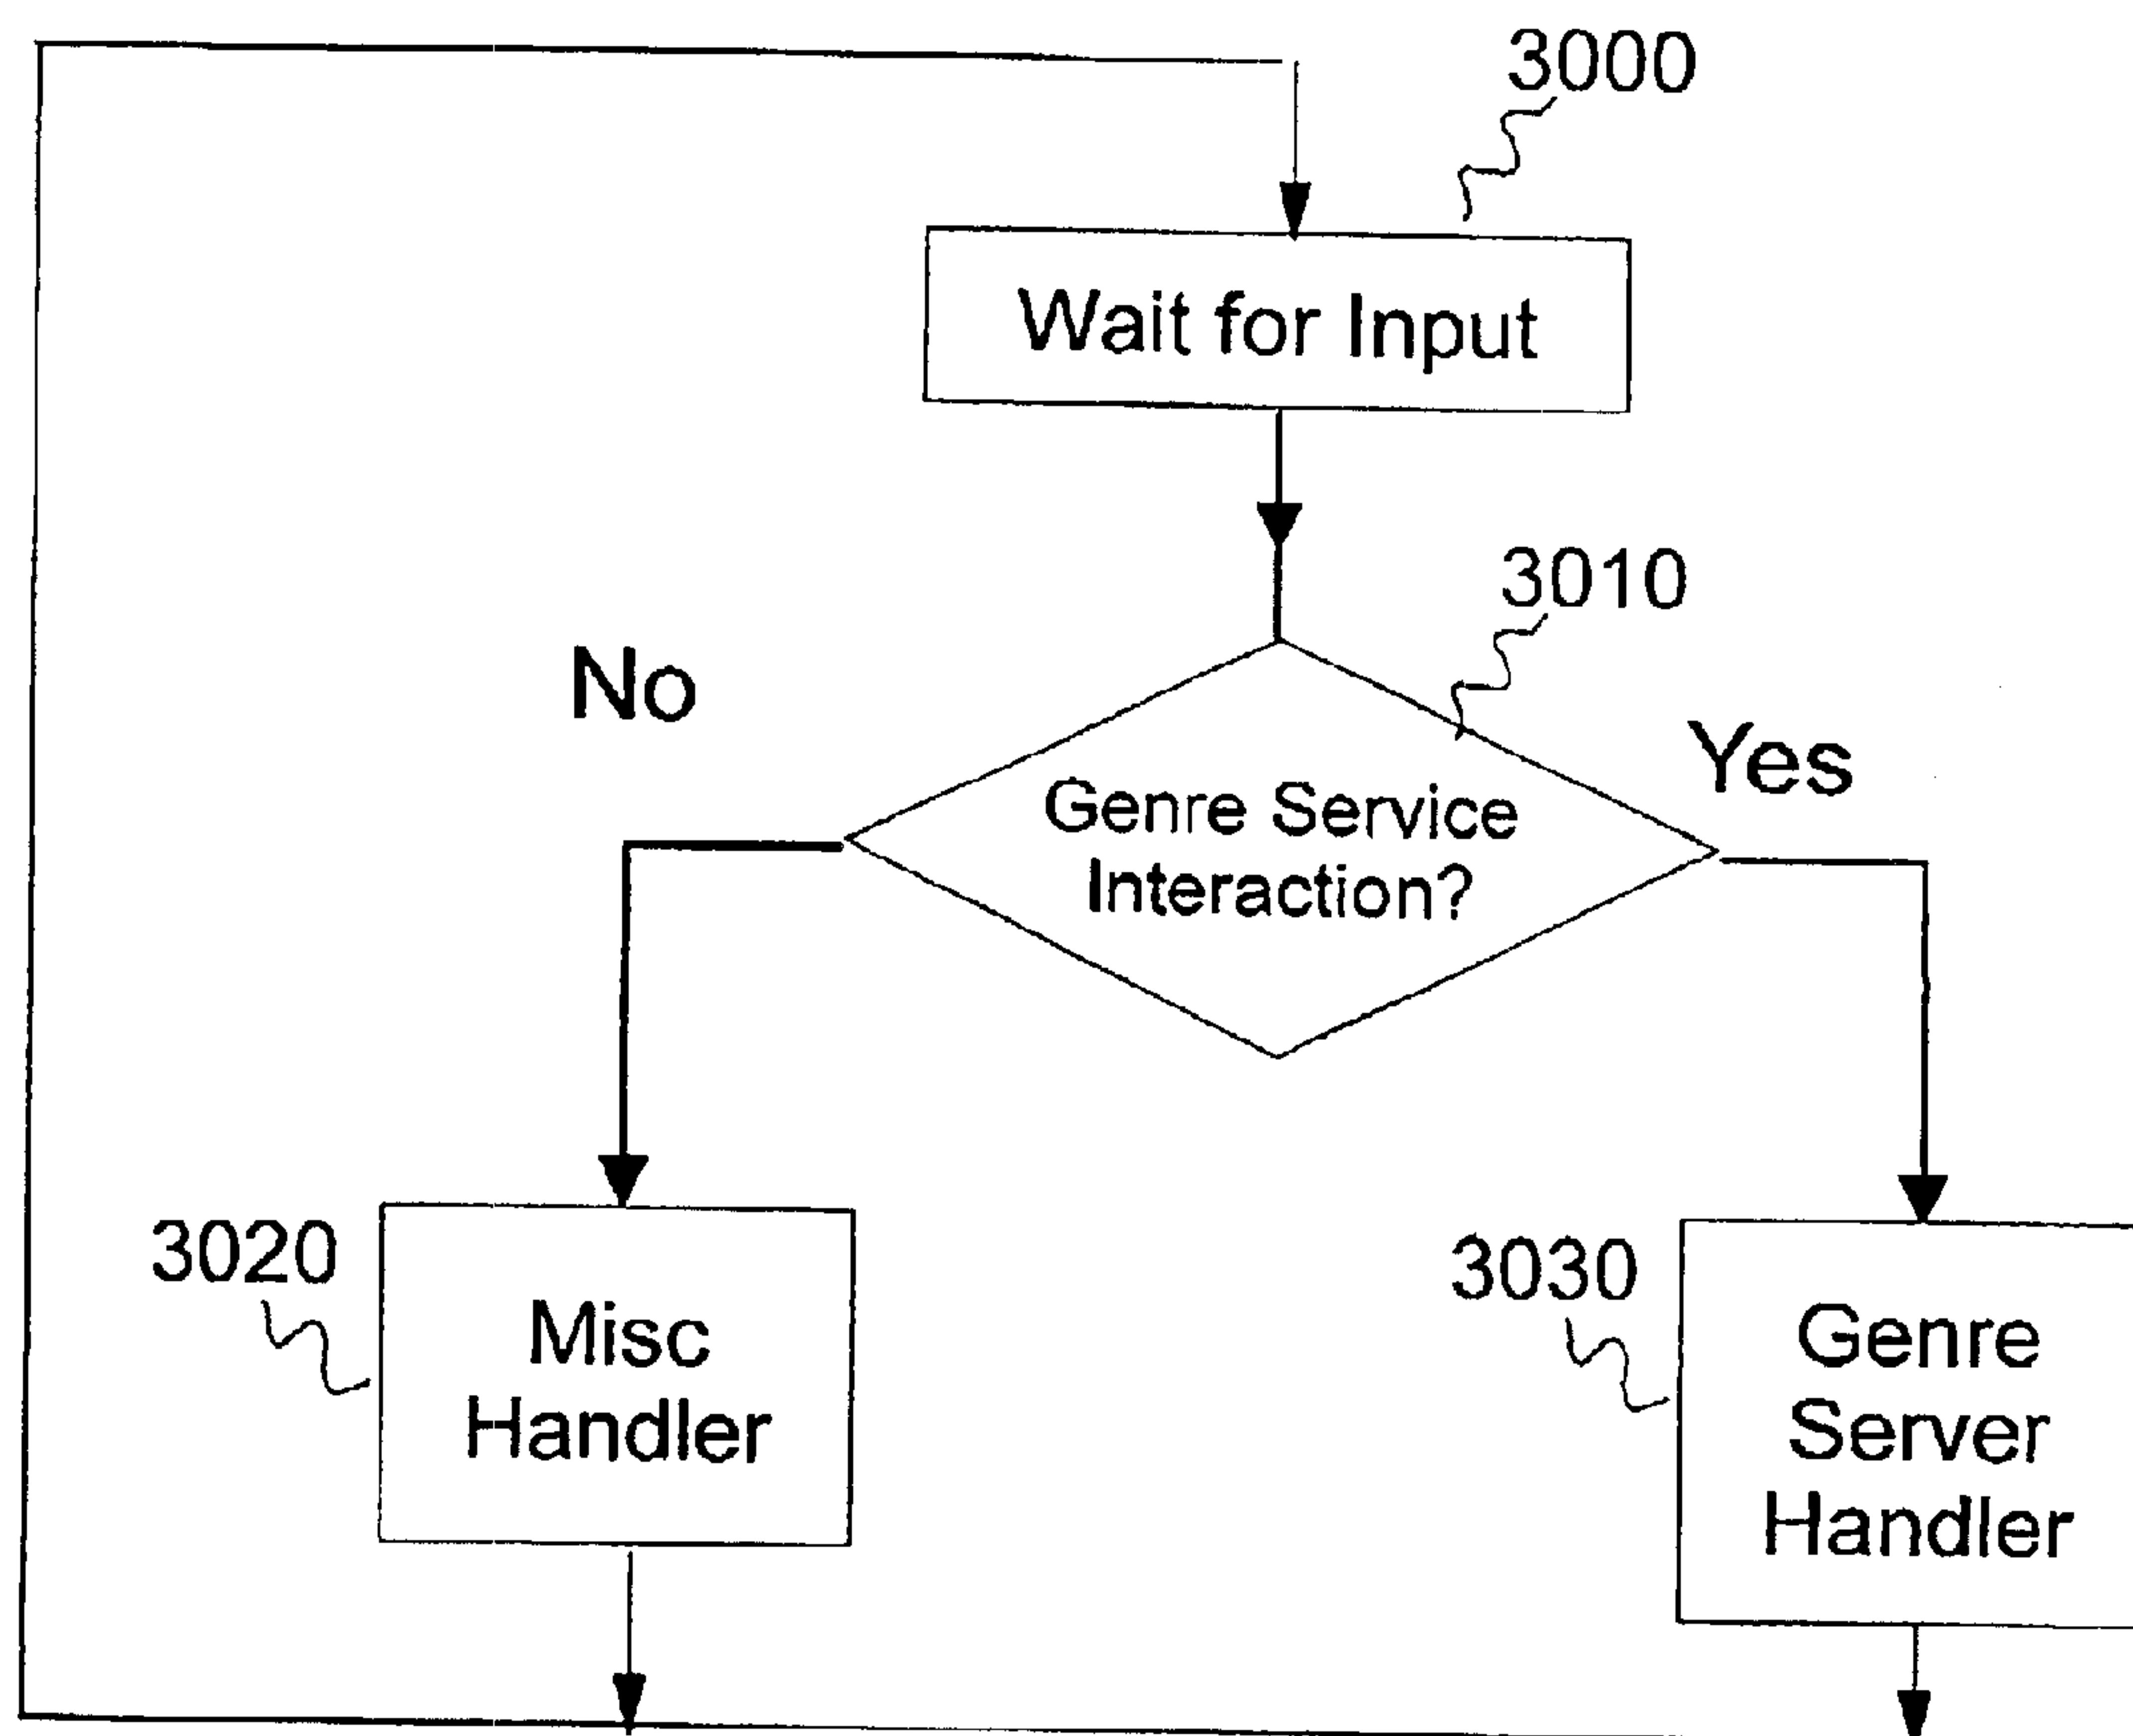 3000
Wait for Input
3010
No
Yes
Genre Service
Interaction?
3020
Misc
Handler
3030
Genre
Server
Handler